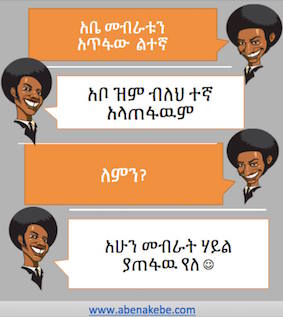 አቤ መብራቱን
አጥፋው ልተኛ
አቦ ዝም ብለህ ተኛ
አላጠፋዉም
ለምን?
አሁን መብራት ሃይል
ያጠፋዉ የለ ☺
www.abenakebe.com